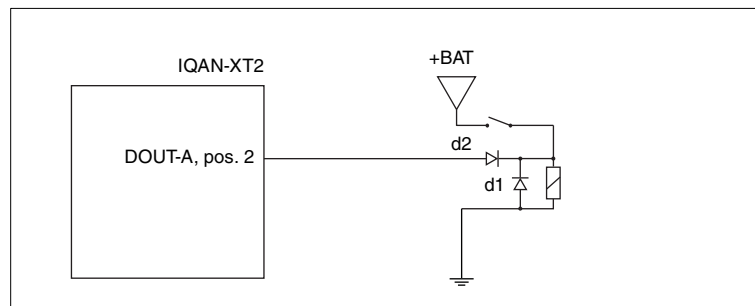 IQAN-XT2
+BAT
DOUT-A, pos. 2
d2
d1